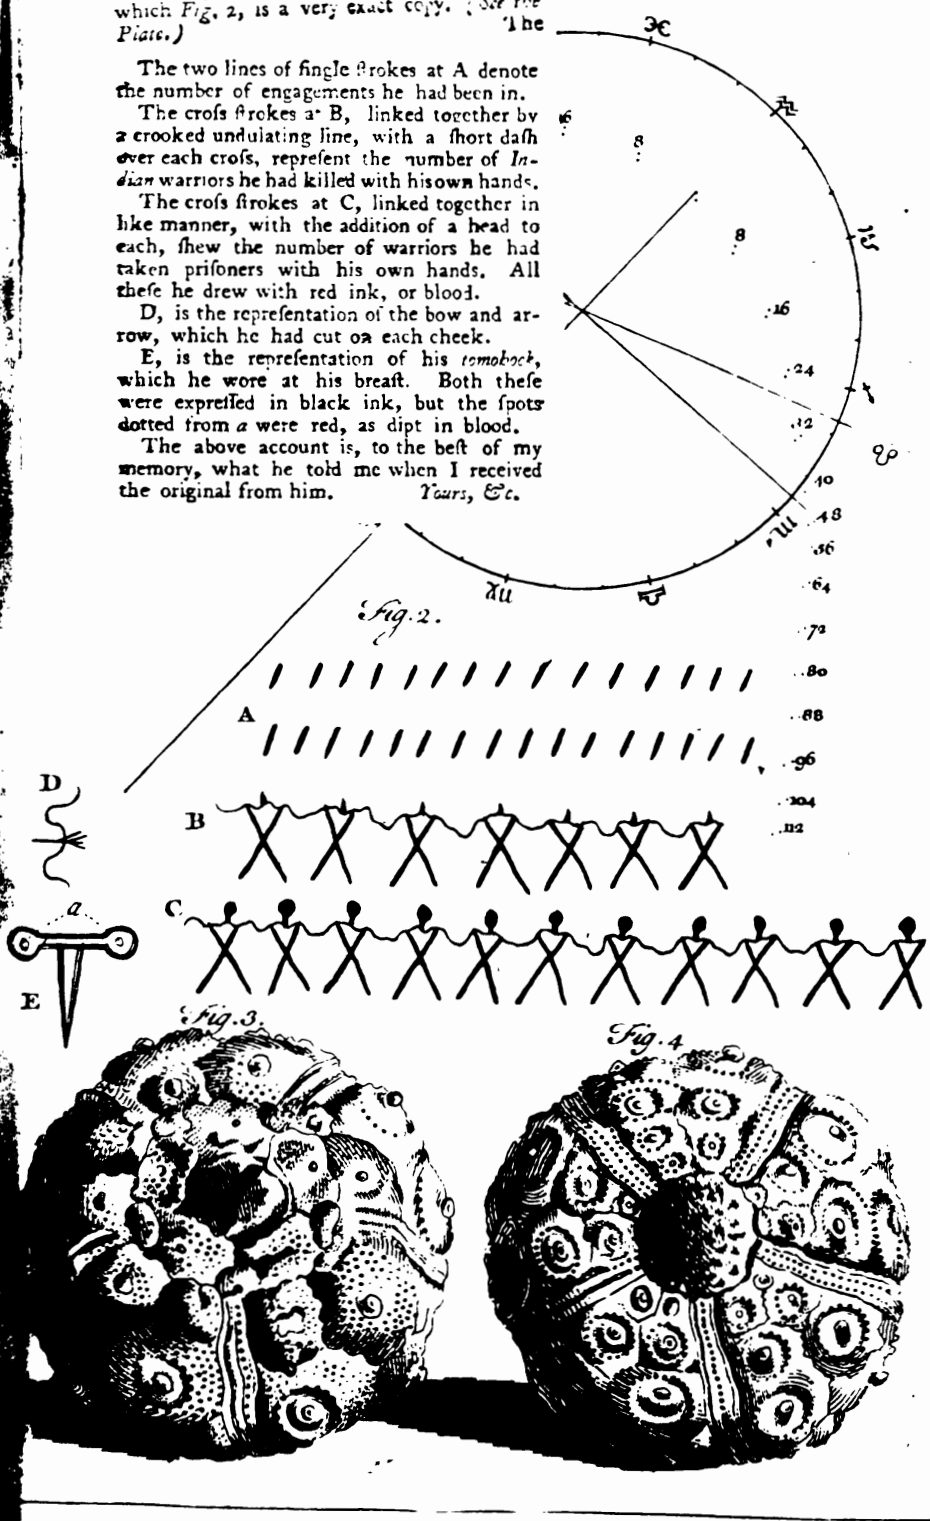 which Fig. 2, is a very exact copy. (See the
Plate.) The
The two lines of ſingle ſtrokes at A denote
the number of engagements he had been in.
The croſs ſtrokes at B, linked together by
a crooked undulating line, with a ſhort daſh
over each croſs, repreſent the number of In-
dian warriors he had killed with his own hands.
The croſs ſtrokes at C, linked together in
like manner, with the addition of a head to
each, ſhew the number of warriors he had
taken priſoners with his own hands. All
theſe he drew with red ink, or blood.
D, is the repreſentation of the bow and ar-
row, which he had cut on each cheek.
E, is the repreſentation of his tomohock,
which he wore at his breaſt. Both theſe
were expreſſed in black ink, but the ſpots
dotted from a were red, as dipt in blood.
The above account is, to the beſt of my
memory, what he told me when I received
the original from him. Yours, &c.
♓
♒
8
♑
8
16
24
♐
32
☊
40
48
♏
56
64
♍
♎
72
Fig. 2.
80
A
88
96
104
112
D
B
C
a
E
Fig. 3.
Fig. 4